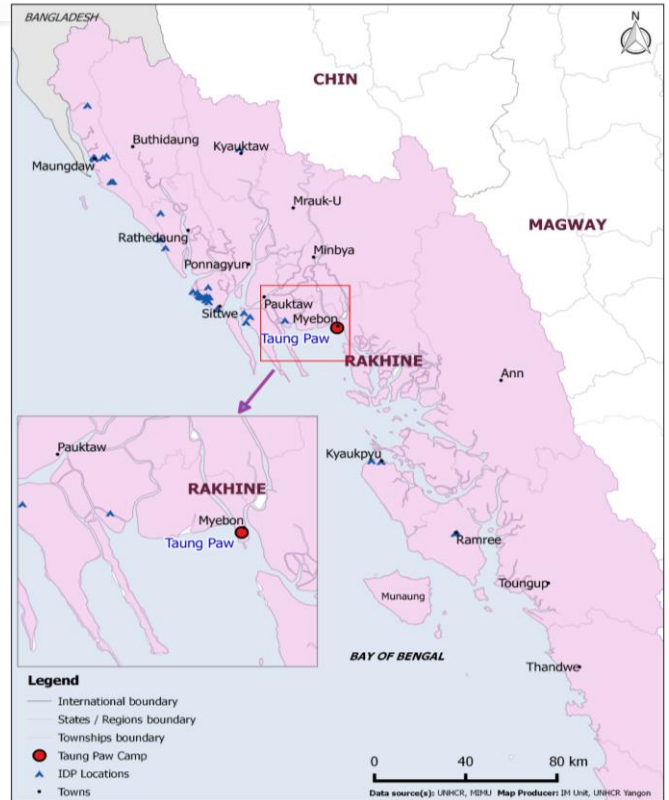 BANGLADESH
N
CHIN
Buthidaung
Kyauktaw
Maungdaw
Mrauk-U
MAGWAY
Rathedaung
Minbya
Ponnagyun
Pauktaw
Sittwe
Myebon
Taung Paw
RAKHINE
Ann
Pauktaw
Kyaukpyu
RAKHINE
Myebon
Taung Paw
Ramree
Toungup
Munaung
BAY OF BENGAL
Thandwe
Legend
International boundary
States / Regions boundary
Townships boundary
Taung Paw Camp
IDP Locations
Towns
0 40 80 km
Data source(s): UNHCR, MIMU Map Producer: IM Unit, UNHCR Yangon